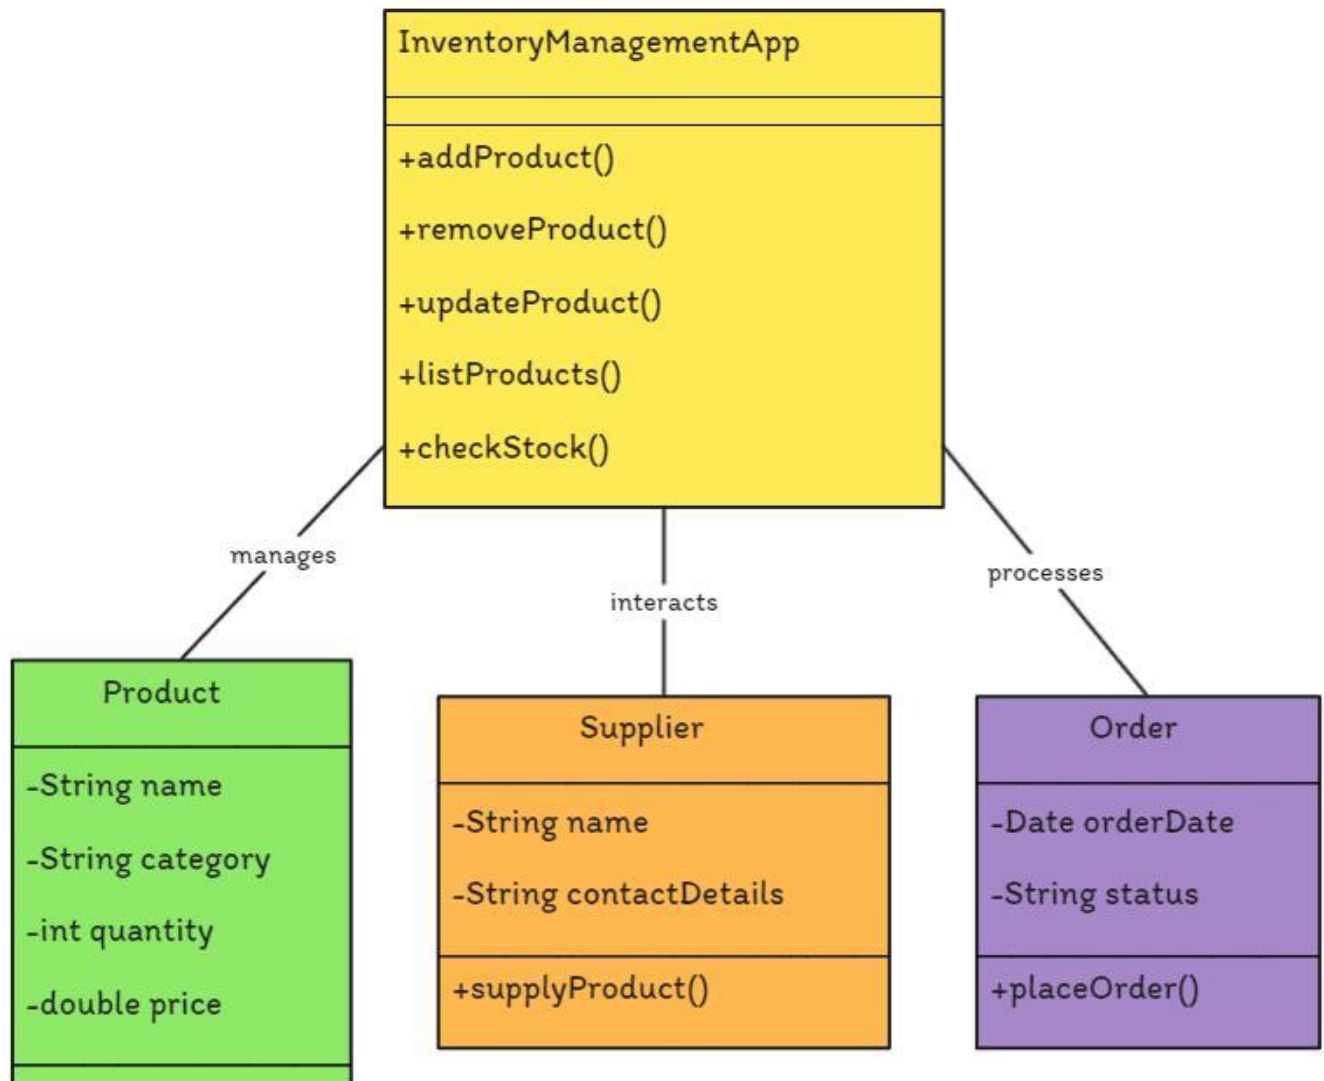 InventoryManagementApp
+addProduct()
+removeProduct()
+updateProduct()
+listProducts()
+checkStock()
manages
interacts
processes
Product
-String name
-String category
-int quantity
-double price
Supplier
-String name
-String contactDetails
+supplyProduct()
Order
-Date orderDate
-String status
+placeOrder()